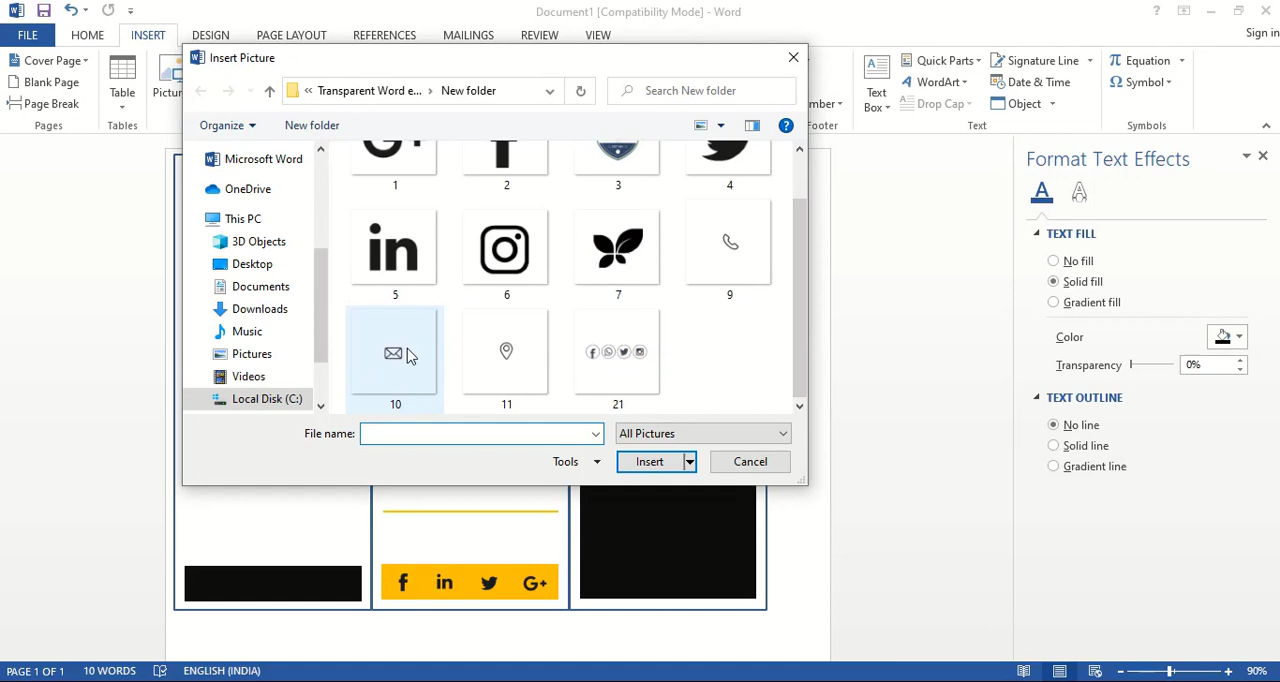 Document1 [Compatibility Mode] - Word
FILE HOME INSERT DESIGN PAGE LAYOUT REFERENCES MAILINGS REVIEW VIEW Sign in
Cover Page
Blank Page
Page Break
Pages
Table
Tables
Pictur
Insert Picture
Transparent Word e... New folder
Search New folder
Organize New folder
Microsoft Word
OneDrive
This PC
3D Objects
Desktop
Documents
Downloads
Music
Pictures
Videos
Local Disk (C:)
1 2 3 4
5 6 7 9
10 11 21
File name: All Pictures
Tools Insert Cancel
mber
Footer
Text
Box
Quick Parts
WordArt
Drop Cap
Signature Line
Date & Time
Object
Text
Equation
Symbol
Symbols
Format Text Effects
TEXT FILL
No fill
Solid fill
Gradient fill
Color
Transparency 0%
TEXT OUTLINE
No line
Solid line
Gradient line
f in G+
PAGE 1 OF 1 10 WORDS ENGLISH (INDIA) 90%